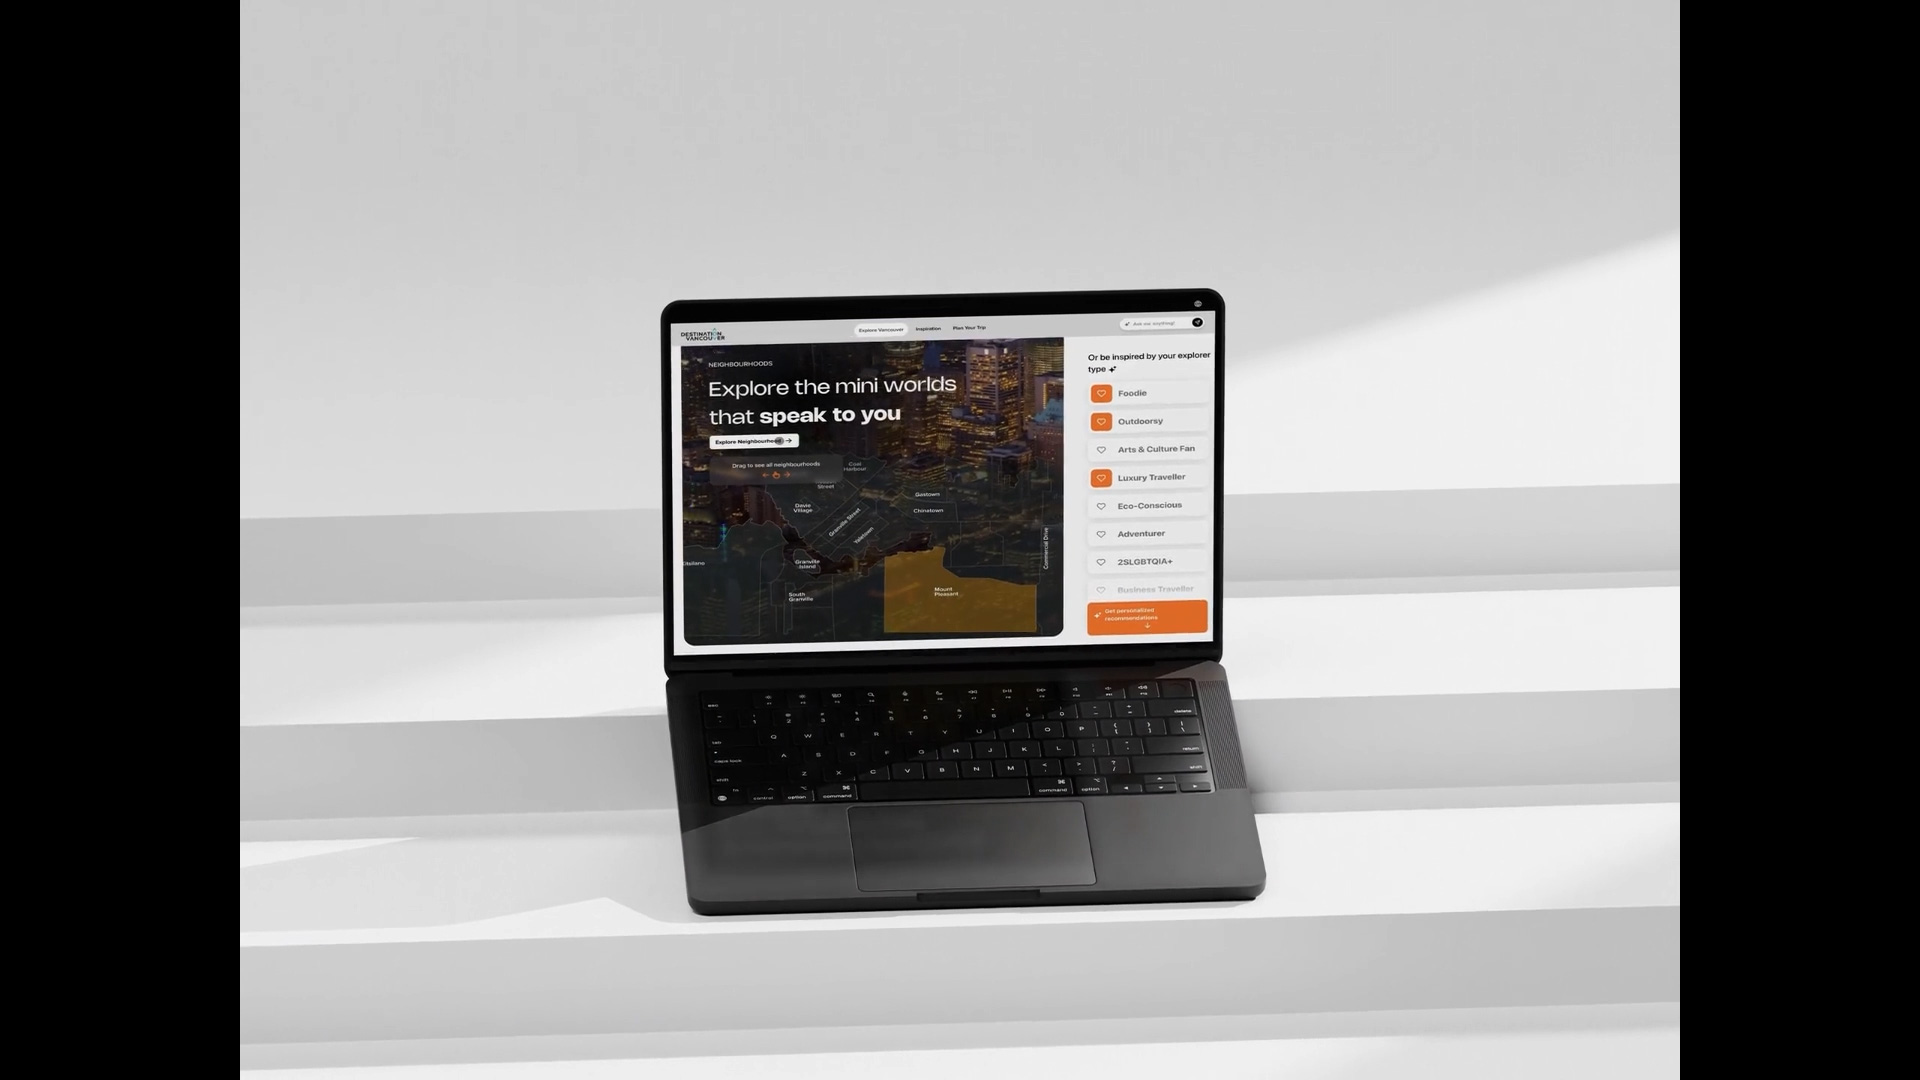 DESTINATION
VANCOUVER
Explore Vancouver
Inspiration
Plan Your Trip
Ask me anything!
NEIGHBOURHOODS
Explore the mini worlds
that speak to you
Explore Neighbourhoods →
Drag to see all neighbourhoods
Coal
Harbour
Street
Davie
Village
Granville Street
Yaletown
Gastown
Chinatown
Commercial Drive
Granville
Island
South
Granville
Mount
Pleasant
Or be inspired by your explorer
type
Foodie
Outdoorsy
Arts & Culture Fan
Luxury Traveller
Eco-Conscious
Adventurer
2SLGBTQIA+
Business Traveller
Get personalized
recommendations
esc
delete
tab
Q W E R T Y U I O P
caps lock
A S D F G H J K L
return
shift
Z X C V B N M
shift
fn
control
option
command
command
option